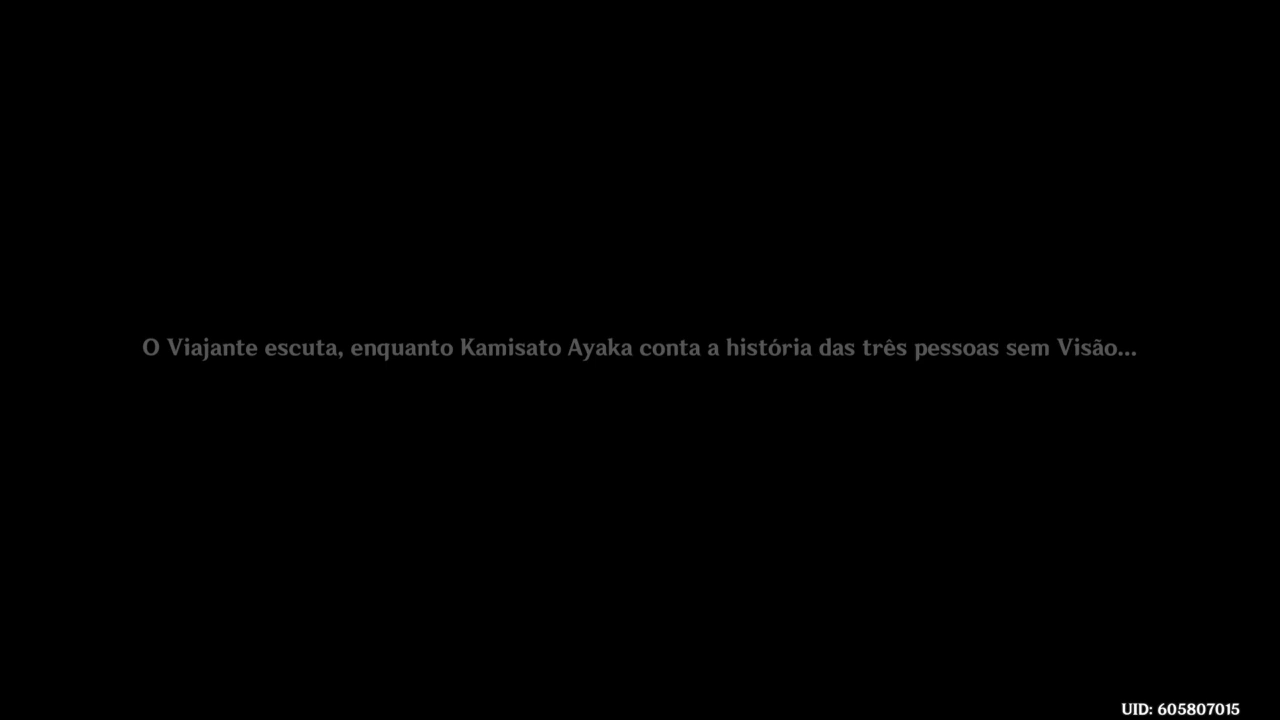 O Viajante escuta, enquanto Kamisato Ayaka conta a história das três pessoas sem Visão...
UID: 605807015